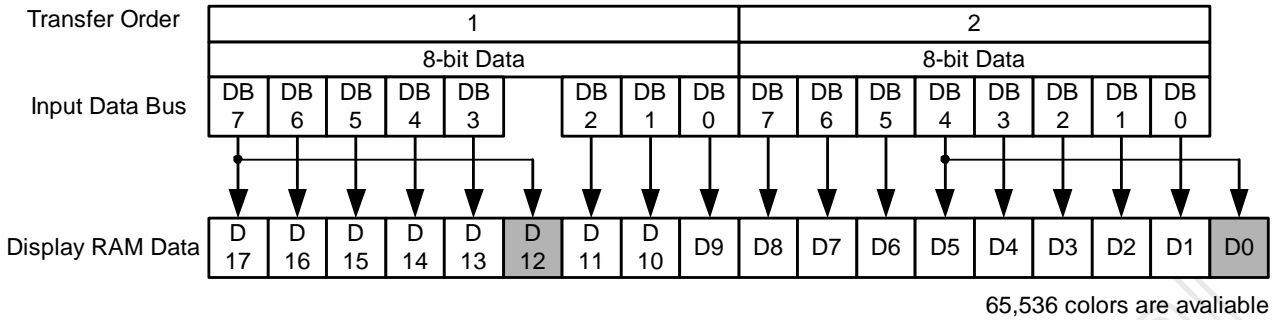 Transfer Order 1 2
8-bit Data 8-bit Data
Input Data Bus DB 7 DB 6 DB 5 DB 4 DB 3 DB 2 DB 1 DB 0 DB 7 DB 6 DB 5 DB 4 DB 3 DB 2 DB 1 DB 0
Display RAM Data D 17 D 16 D 15 D 14 D 13 D 12 D 11 D 10 D9 D8 D7 D6 D5 D4 D3 D2 D1 D0
65,536 colors are avaliable